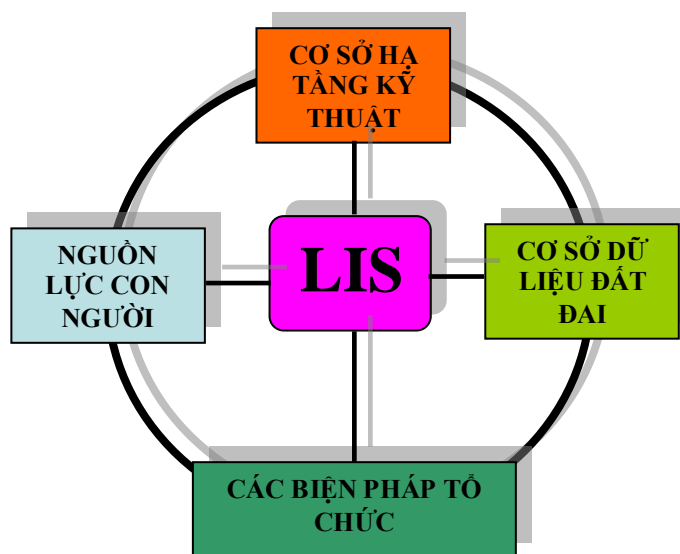 CƠ SỞ HẠ
TẦNG KỸ
THUẬT
NGUỒN
LỰC CON
NGƯỜI
LIS
CƠ SỞ DỮ
LIỆU ĐẤT
ĐAI
CÁC BIỆN PHÁP TỔ
CHỨC